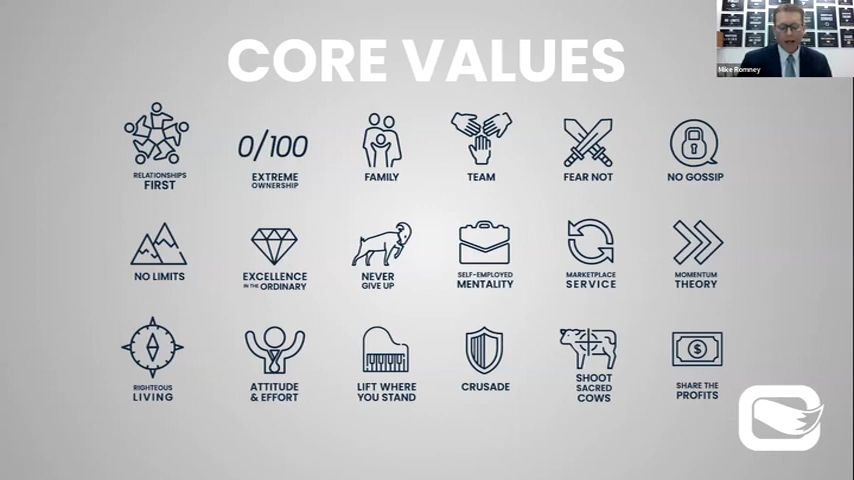 CORE VALUES
Mike Romney
RELATIONSHIPS
FIRST
0/100
EXTREME
OWNERSHIP
FAMILY
TEAM
FEAR NOT
NO GOSSIP
NO LIMITS
EXCELLENCE
IN THE ORDINARY
NEVER
GIVE UP
SELF-EMPLOYED
MENTALITY
MARKETPLACE
SERVICE
MOMENTUM
THEORY
RIGHTEOUS
LIVING
ATTITUDE
& EFFORT
LIFT WHERE
YOU STAND
CRUSADE
SHOOT
SACRED
COWS
$
SHARE THE
PROFITS